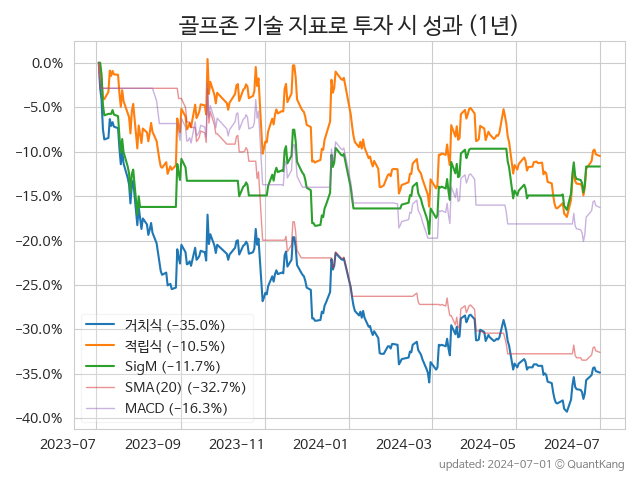 골프존 기술 지표로 투자 시 성과 (1년)
0.0%
−5.0%
−10.0%
−15.0%
−20.0%
−25.0%
−30.0%
−35.0%
−40.0%
거치식 (−35.0%)
적립식 (−10.5%)
SigM (−11.7%)
SMA(20) (−32.7%)
MACD (−16.3%)
2023-07 2023-09 2023-11 2024-01 2024-03 2024-05 2024-07
updated: 2024-07-01 © QuantKang